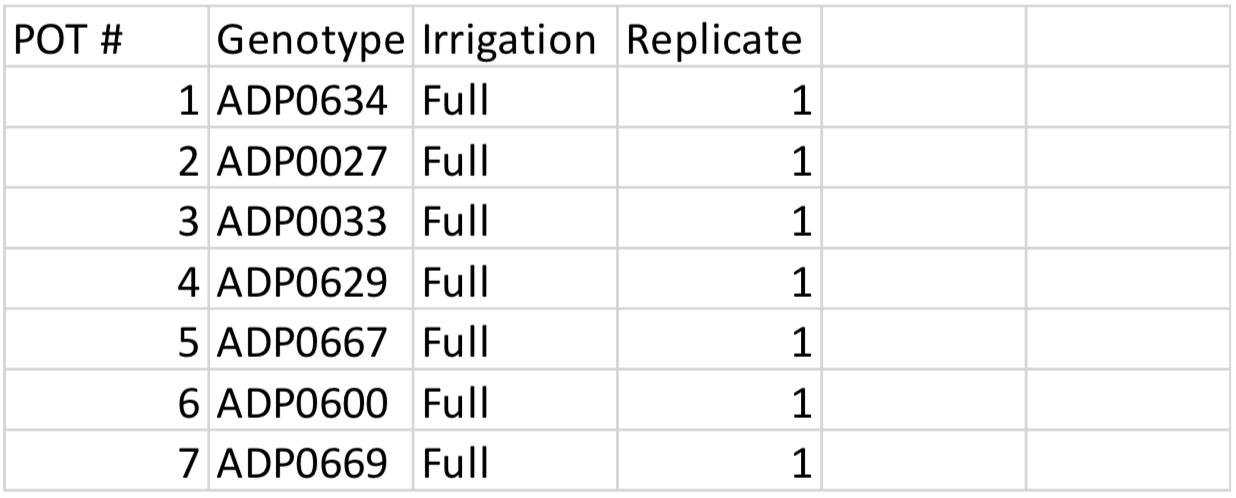 POT # Genotype Irrigation Replicate
1 ADP0634 Full 1
2 ADP0027 Full 1
3 ADP0033 Full 1
4 ADP0629 Full 1
5 ADP0667 Full 1
6 ADP0600 Full 1
7 ADP0669 Full 1